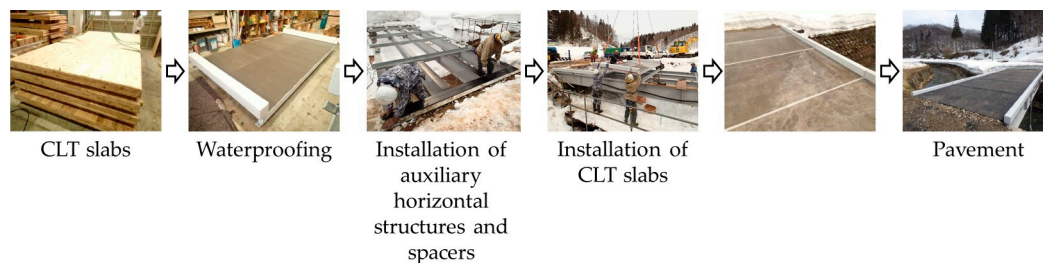 CLT slabs
Waterproofing
Installation of
auxiliary
horizontal
structures and
spacers
Installation of
CLT slabs
Pavement